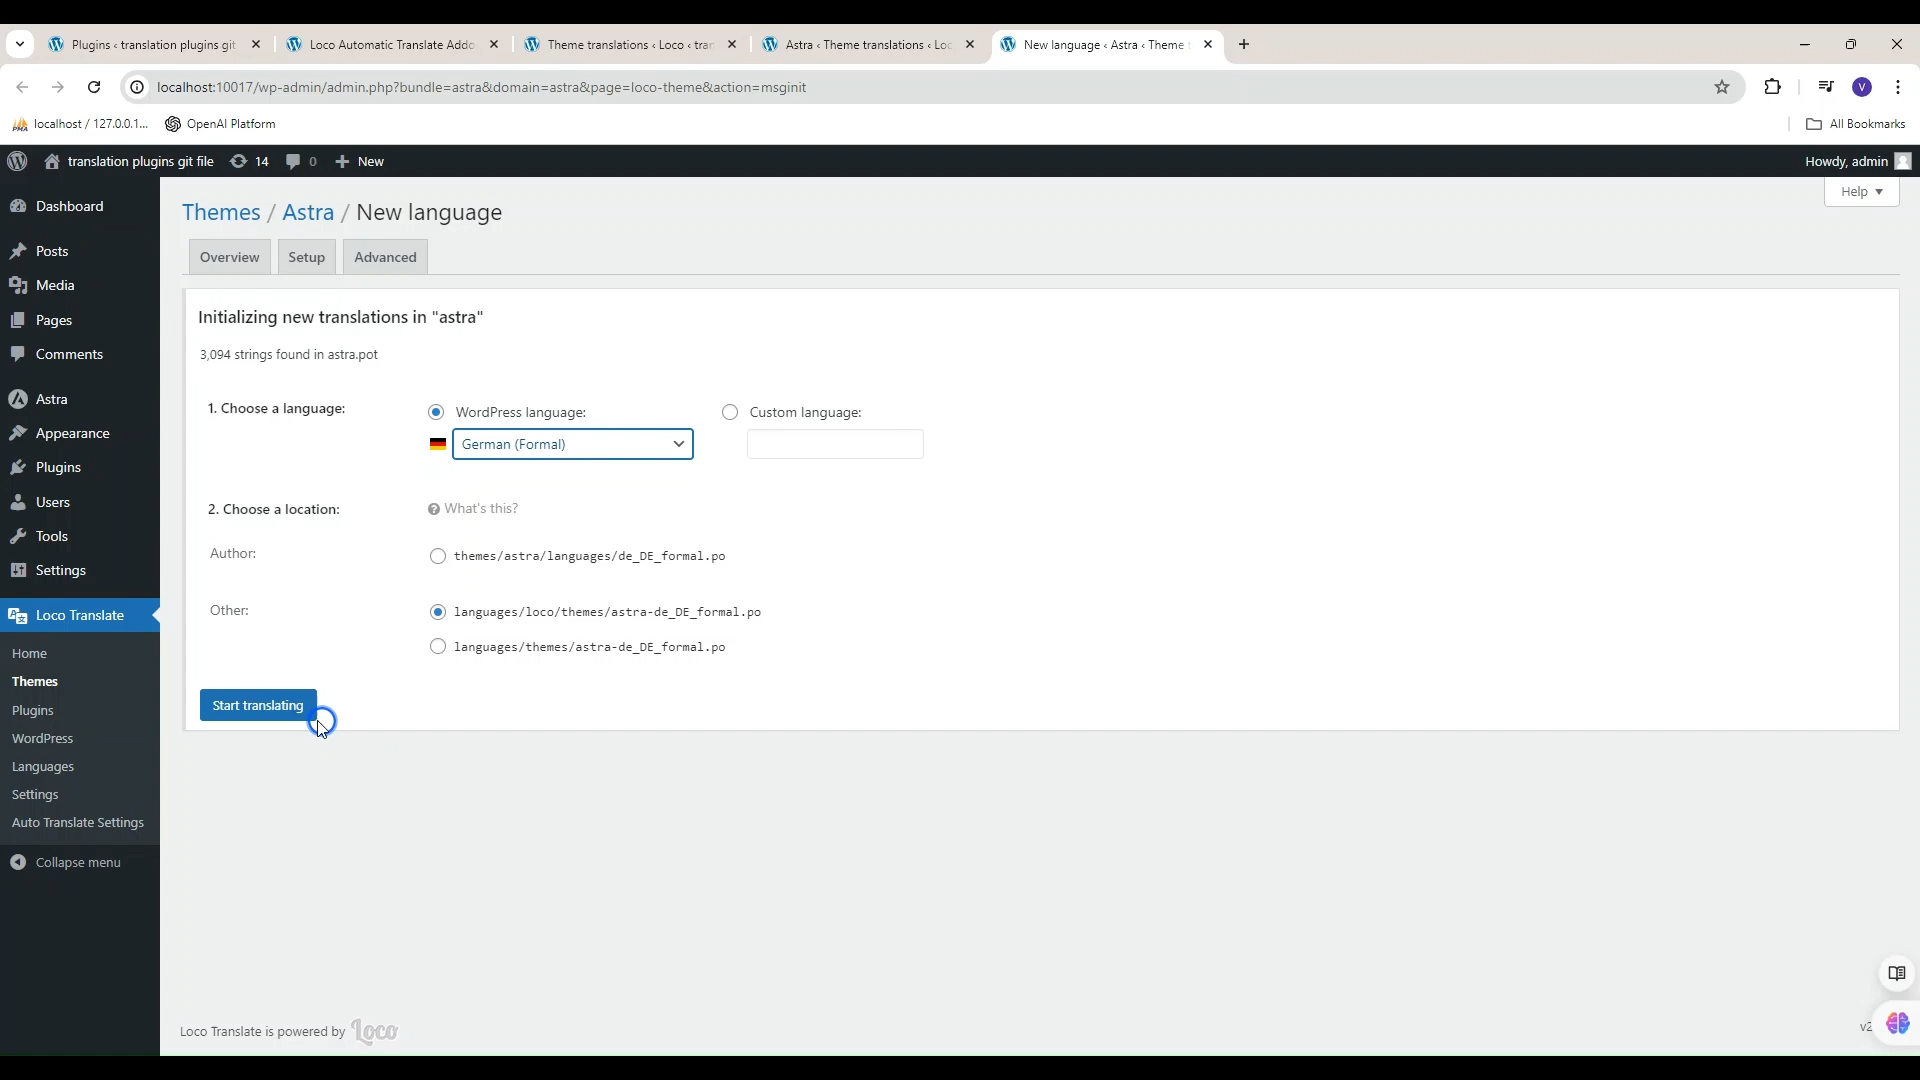 Plugins ‹ translation plugins git
Loco Automatic Translate Addo
Theme translations ‹ Loco ‹ tran
Astra ‹ Theme translations ‹ Loc
New language ‹ Astra ‹ Theme t
localhost:10017/wp-admin/admin.php?bundle=astra&domain=astra&page=loco-theme&action=msginit
V
PMA localhost / 127.0.0.1...
OpenAI Platform
All Bookmarks
translation plugins git file
14
0
New
Howdy, admin
Help
Dashboard
Posts
Media
Pages
Comments
Astra
Appearance
Plugins
Users
Tools
Settings
Loco Translate
Home
Themes
Plugins
WordPress
Languages
Settings
Auto Translate Settings
Collapse menu
Themes / Astra / New language
Overview
Setup
Advanced
Initializing new translations in "astra"
3,094 strings found in astra.pot
1. Choose a language:
WordPress language:
Custom language:
German (Formal)
2. Choose a location:
What's this?
Author:
themes/astra/languages/de_DE_formal.po
Other:
languages/loco/themes/astra-de_DE_formal.po
languages/themes/astra-de_DE_formal.po
Start translating
Loco Translate is powered by Loco
v2